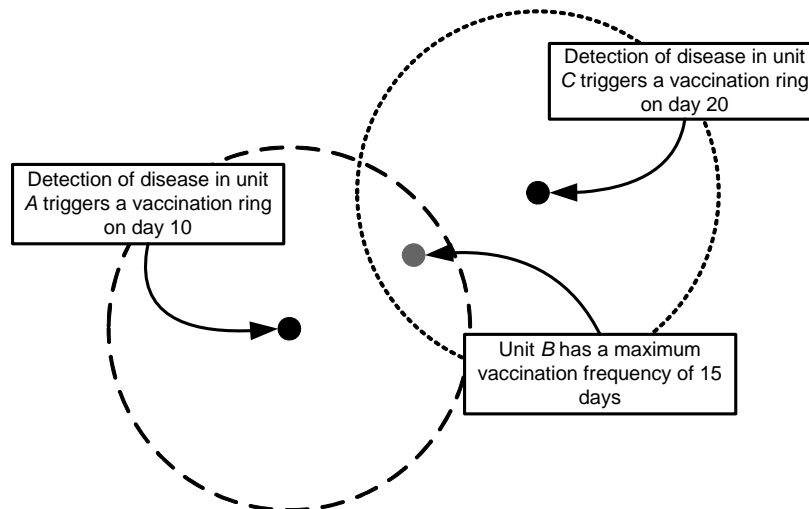 Detection of disease in unit
C triggers a vaccination ring
on day 20
Detection of disease in unit
A triggers a vaccination ring
on day 10
Unit B has a maximum
vaccination frequency of 15
days